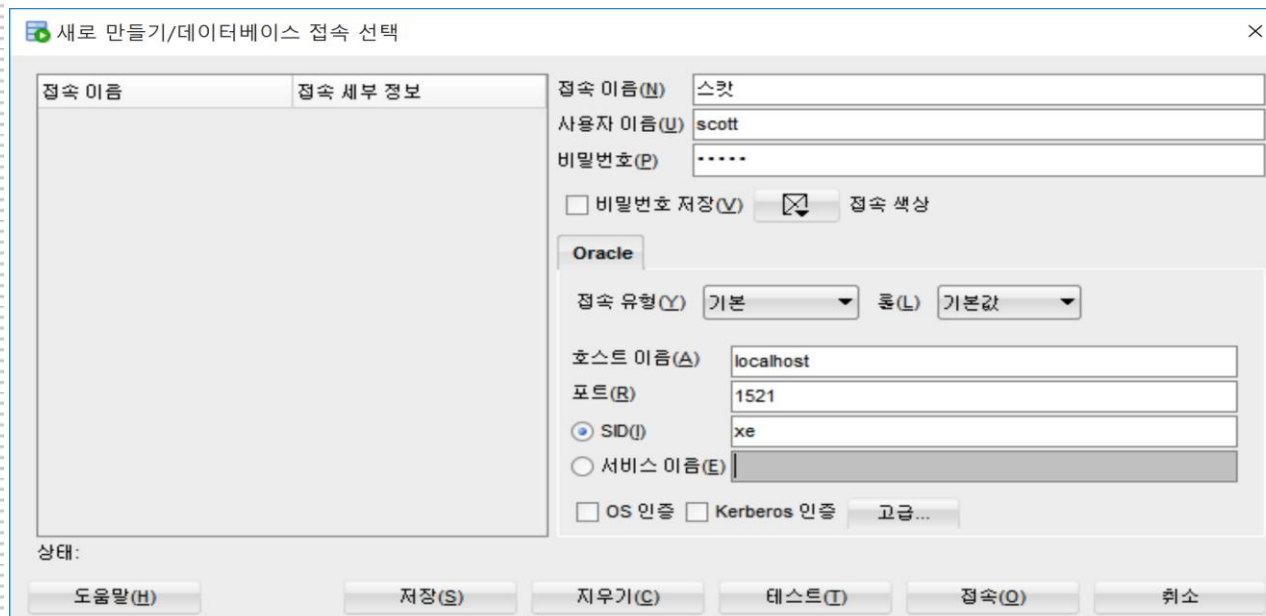 새로 만들기/데이터베이스 접속 선택
접속 이름 접속 세부 정보
접속 이름(N) 스캇
사용자 이름(U) scott
비밀번호(P) •••••
비밀번호 저장(V) 접속 색상
Oracle
접속 유형(Y) 기본 롤(L) 기본값
호스트 이름(A) localhost
포트(R) 1521
SID(I) xe
서비스 이름(E)
OS 인증 Kerberos 인증 고급...
상태:
도움말(H) 저장(S) 지우기(C) 테스트(T) 접속(O) 취소